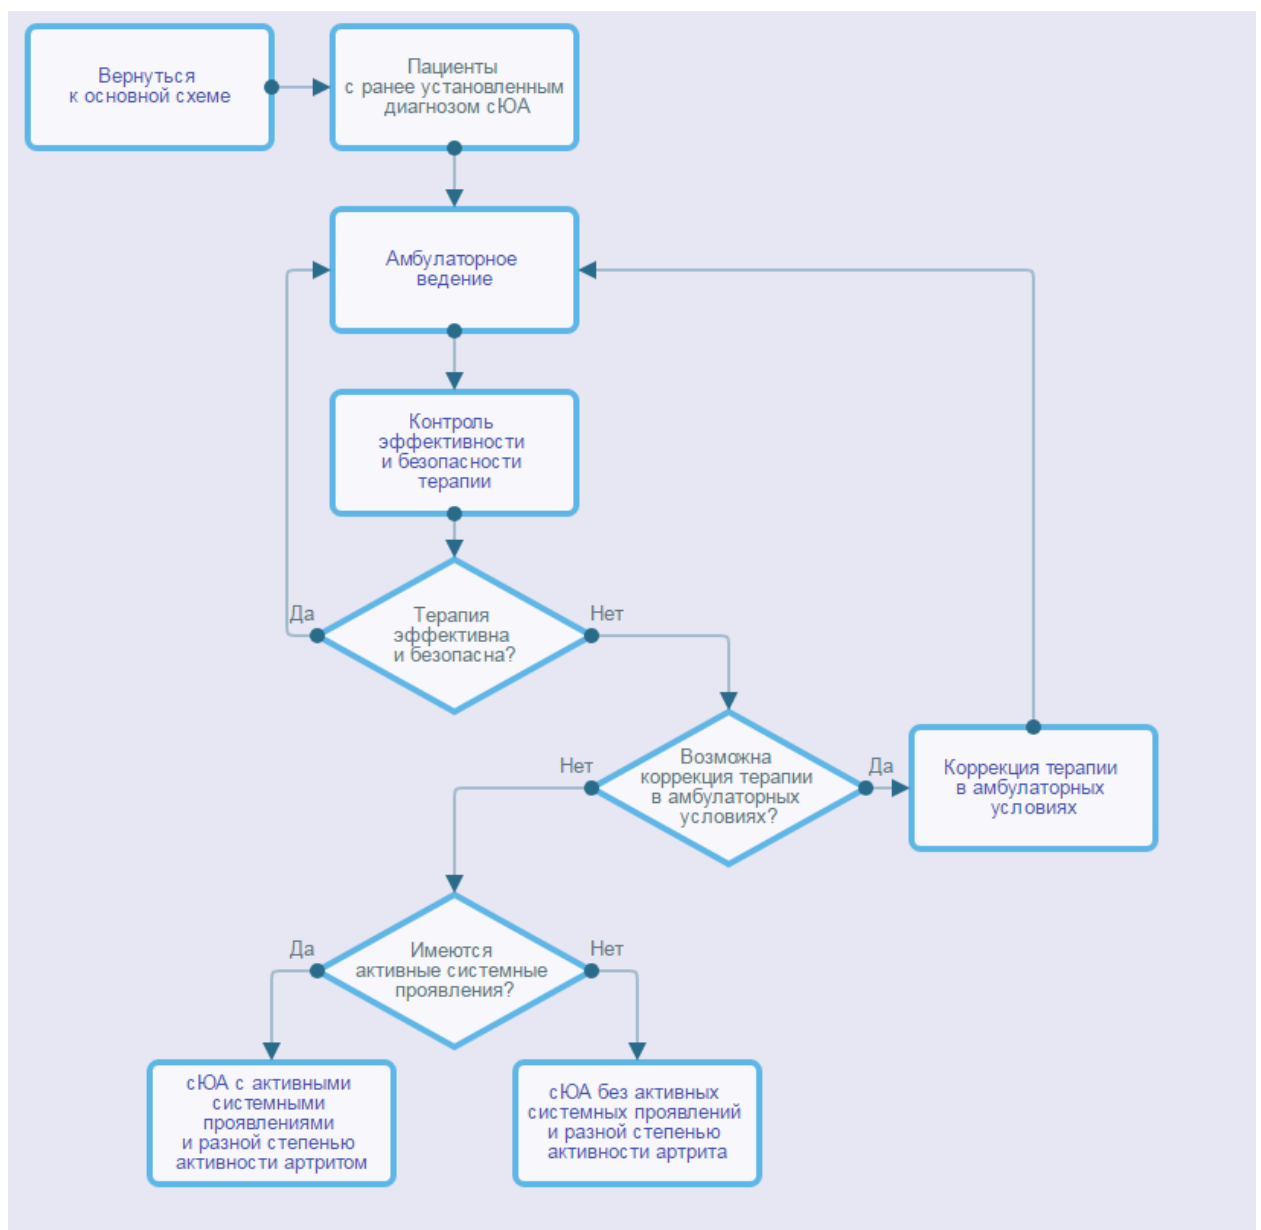 Вернуться
к основной схеме
Пациенты
с ранее установленным
диагнозом сЮА
Амбулаторное
ведение
Контроль
эффективности
и безопасности
терапии
Да
Терапия
эффективна
и безопасна?
Нет
Нет
Возможна
коррекция терапии
в амбулаторных
условиях?
Да
Коррекция терапии
в амбулаторных
условиях
Да
Имеются
активные системные
проявления?
Нет
сЮА с активными
системными
проявлениями
и разной степенью
активности артритом
сЮА без активных
системных проявлений
и разной степенью
активности артрита